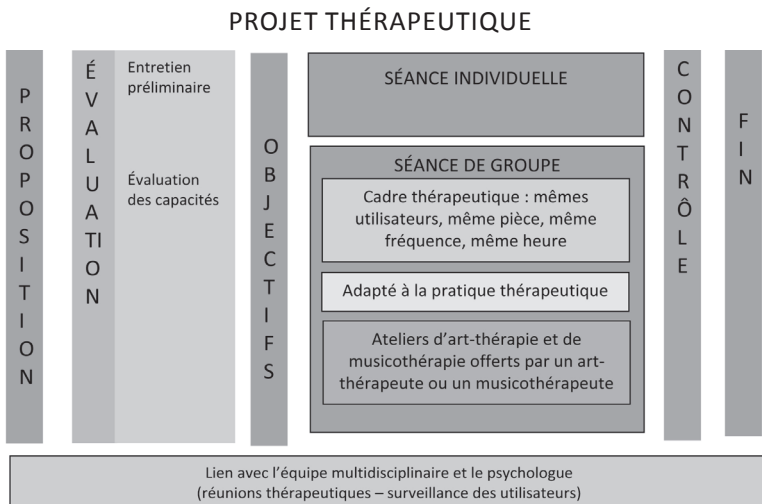 PROJET THÉRAPEUTIQUE
PROPOSITION
ÉVALUATION
Entretien
préliminaire
Évaluation
des capacités
OBJECTIFS
SÉANCE INDIVIDUELLE
SÉANCE DE GROUPE
Cadre thérapeutique : mêmes
utilisateurs, même pièce, même
fréquence, même heure
Adapté à la pratique thérapeutique
Ateliers d’art-thérapie et de
musicothérapie offerts par un art-
thérapeute ou un musicothérapeute
CONTRÔLE
FIN
Lien avec l’équipe multidisciplinaire et le psychologue
(réunions thérapeutiques – surveillance des utilisateurs)